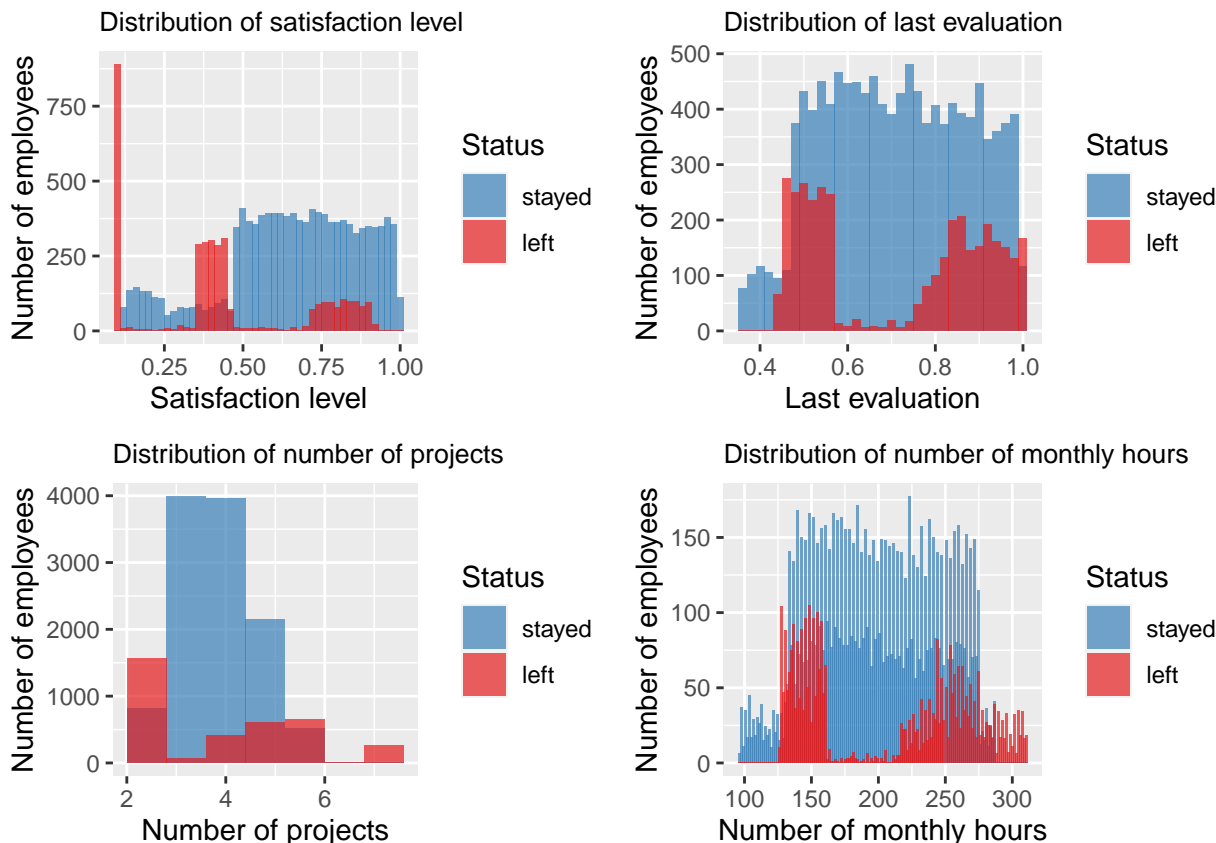 Distribution of satisfaction level
Number of employees
750
500
250
0
0.25 0.50 0.75 1.00
Satisfaction level
Status
stayed
left
Distribution of last evaluation
Number of employees
500
400
300
200
100
0
0.4 0.6 0.8 1.0
Last evaluation
Status
stayed
left
Distribution of number of projects
Number of employees
4000
3000
2000
1000
0
2 4 6
Number of projects
Status
stayed
left
Distribution of number of monthly hours
Number of employees
150
100
50
0
100 150 200 250 300
Number of monthly hours
Status
stayed
left